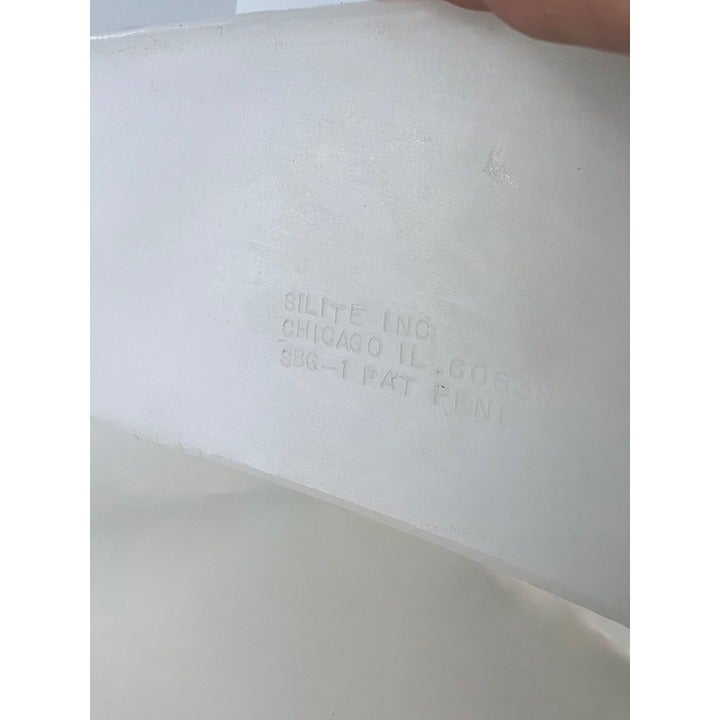 SILITE INC
CHICAGO IL.
SBG-1 PAT PEND